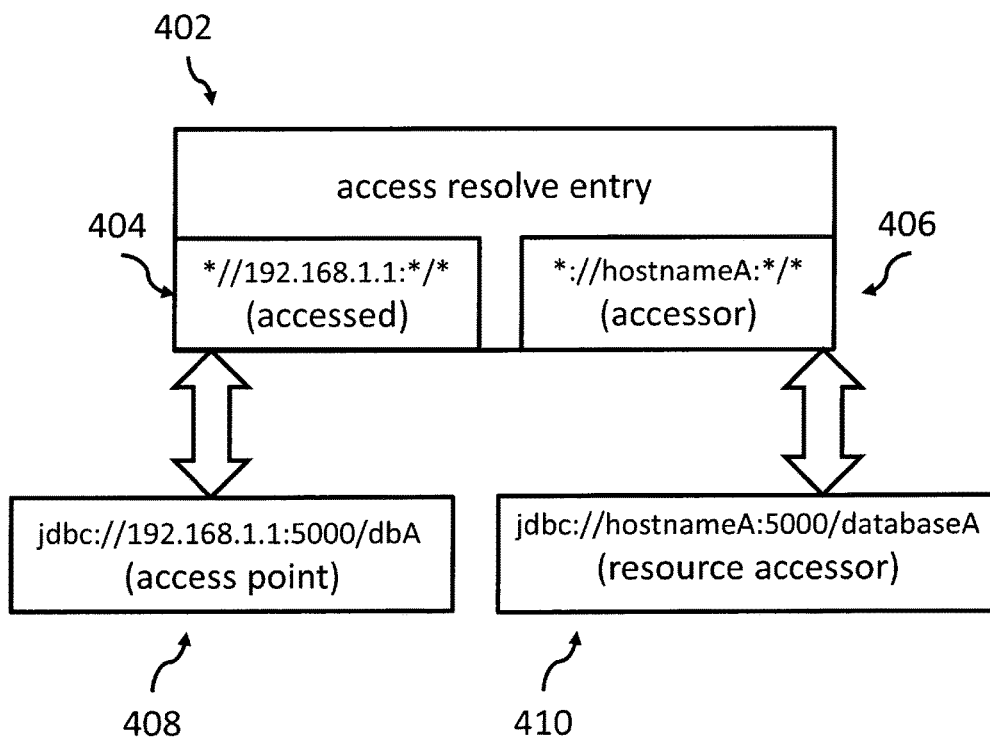 402
access resolve entry
404
406
*//192.168.1.1:*/*
(accessed)
*://hostnameA:*/*
(accessor)
jdbc://192.168.1.1:5000/dbA
(access point)
jdbc://hostnameA:5000/databaseA
(resource accessor)
408
410